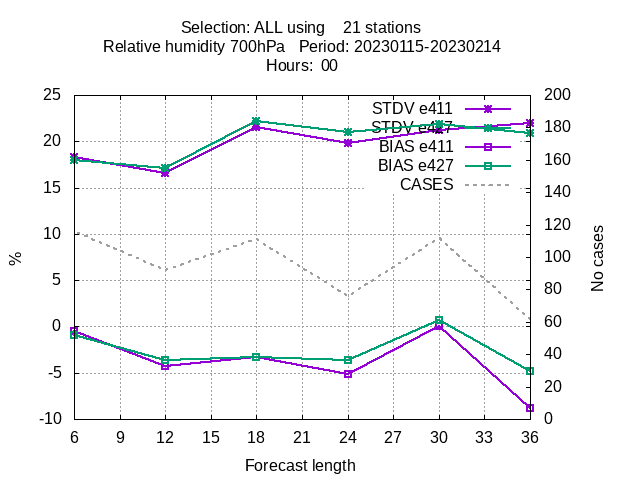 Selection: ALL using    21 stations
Relative humidity 700hPa   Period: 20230115-20230214
Hours:  00
25
20
15
10
5
0
-5
-10
%
200
180
160
140
120
100
80
60
40
20
0
No cases
STDV e411
STDV e427
BIAS e411
BIAS e427
CASES
6 9 12 15 18 21 24 27 30 33 36
Forecast length